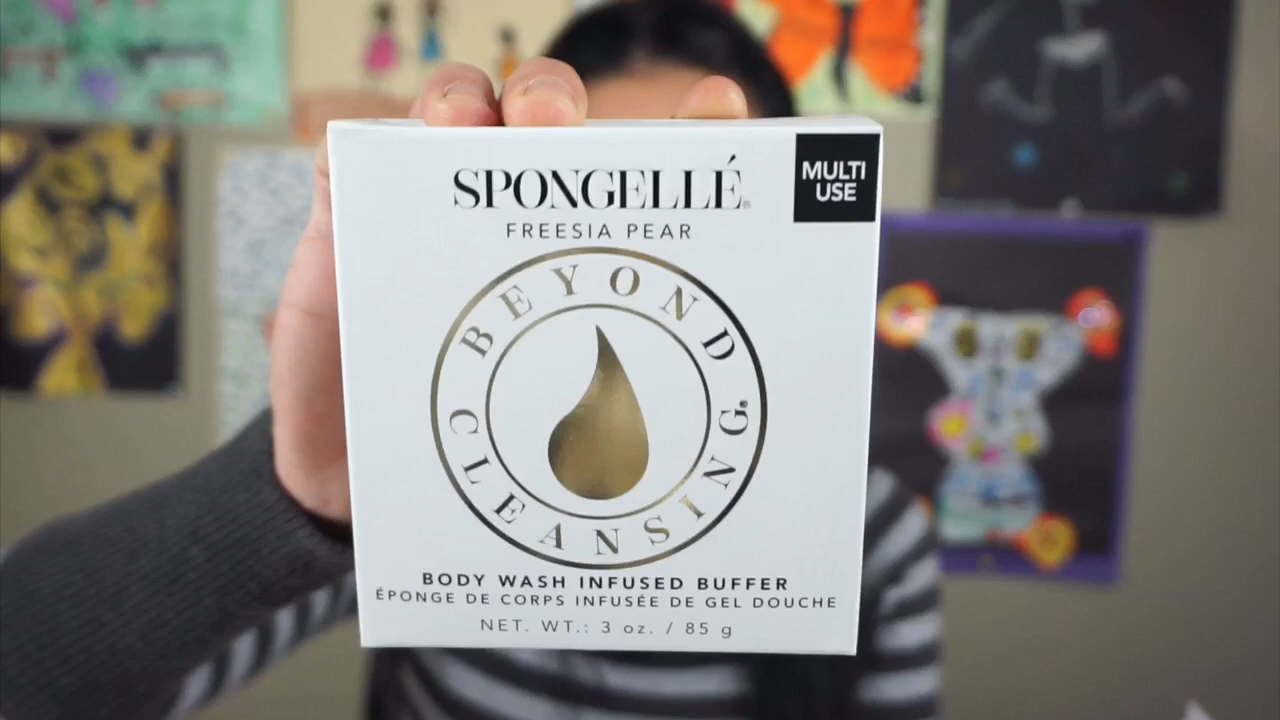 SPONGELLÉ®
FREESIA PEAR
MULTI
USE
BEYOND
CLEANSING®
BODY WASH INFUSED BUFFER
ÉPONGE DE CORPS INFUSÉE DE GEL DOUCHE
NET. WT.: 3 oz. / 85 g